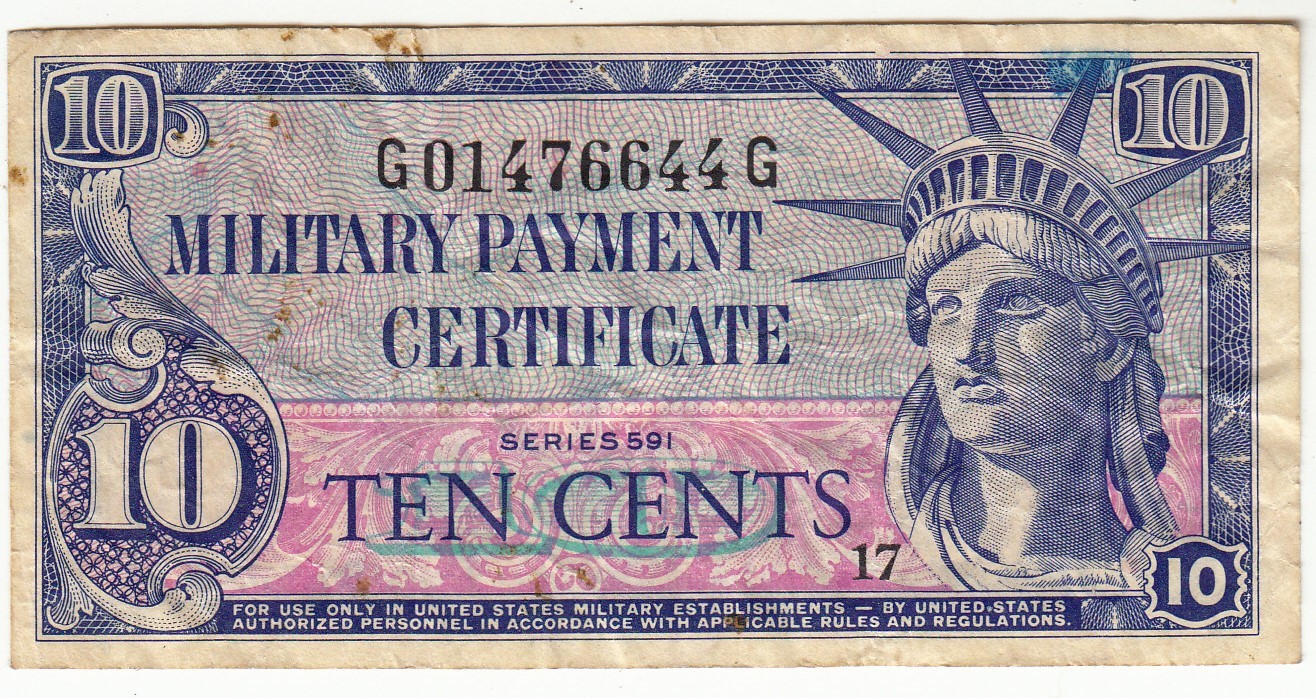 10 10
G01476644G
MILITARY PAYMENT
CERTIFICATE
SERIES 591
10
TEN CENTS
17
10
FOR USE ONLY IN UNITED STATES MILITARY ESTABLISHMENTS — BY UNITED STATES
AUTHORIZED PERSONNEL IN ACCORDANCE WITH APPLICABLE RULES AND REGULATIONS.